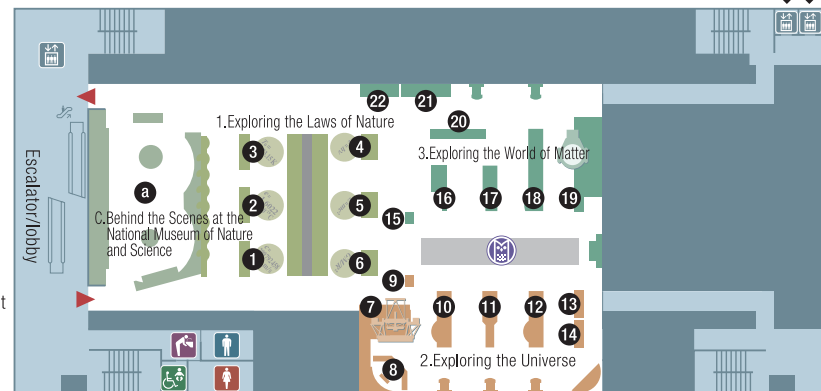 22
21
1.Exploring the Laws of Nature
20
3
4
3.Exploring the World of Matter
a
16
17
18
19
2
5
15
C.Behind the Scenes at the
National Museum of Nature
and Science
Escalator/lobby
1
6
9
7
10
11
12
13
14
2.Exploring the Universe
8
t